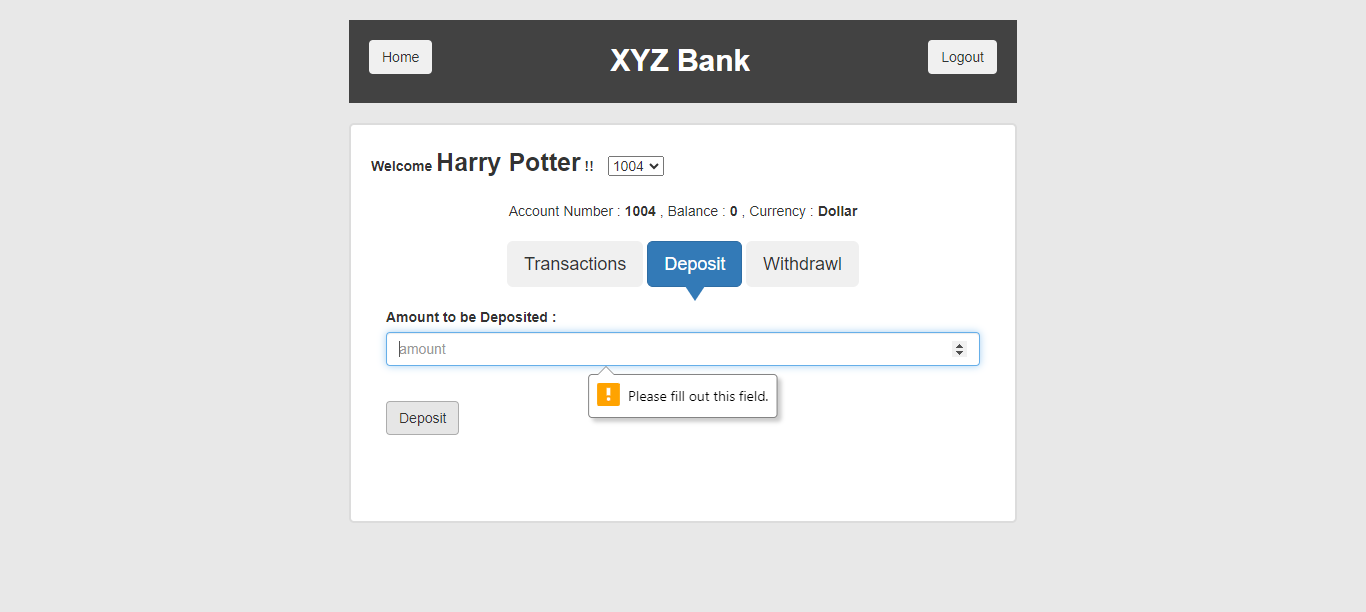 Home XYZ Bank Logout
Welcome Harry Potter !! 1004
Account Number : 1004 , Balance : 0 , Currency : Dollar
Transactions Deposit Withdrawl
Amount to be Deposited :
amount
! Please fill out this field.
Deposit